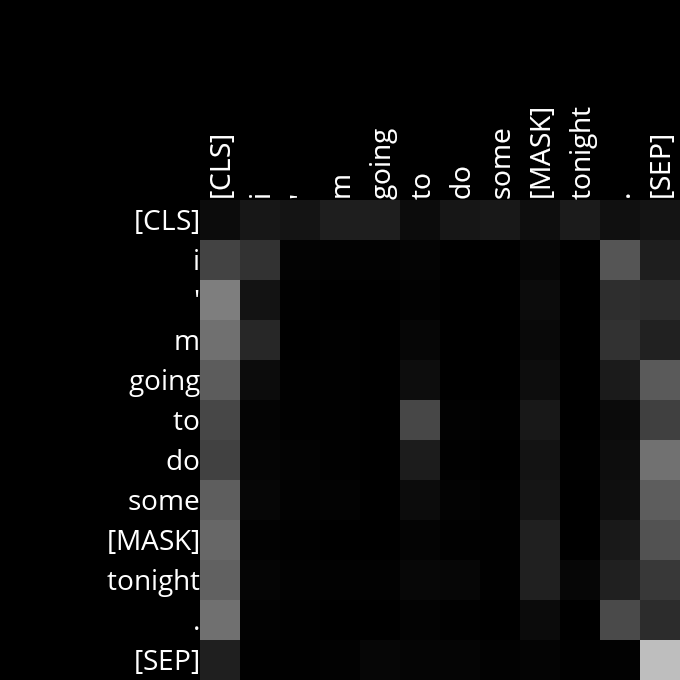 [CLS] i ' m going to do some [MASK] tonight . [SEP]
[CLS]
i
'
m
going
to
do
some
[MASK]
tonight
.
[SEP]